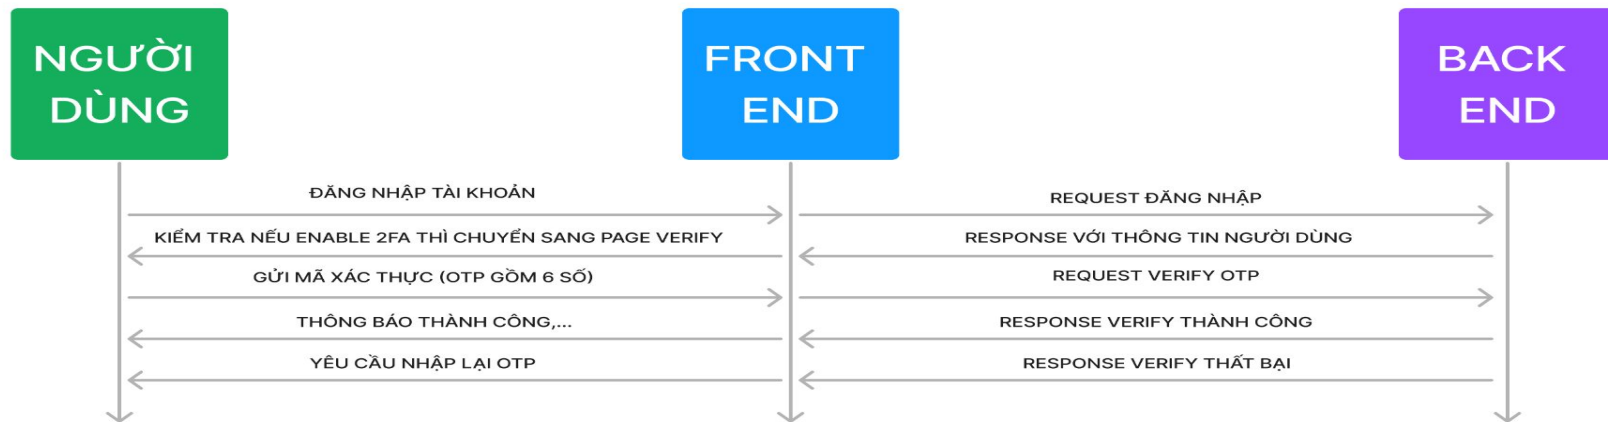 NGƯỜI
DÙNG
FRONT
END
BACK
END
ĐĂNG NHẬP TÀI KHOẢN
REQUEST ĐĂNG NHẬP
KIỂM TRA NẾU ENABLE 2FA THÌ CHUYỂN SANG PAGE VERIFY
RESPONSE VỚI THÔNG TIN NGƯỜI DÙNG
GỬI MÃ XÁC THỰC (OTP GỒM 6 SỐ)
REQUEST VERIFY OTP
THÔNG BÁO THÀNH CÔNG,...
RESPONSE VERIFY THÀNH CÔNG
YÊU CẦU NHẬP LẠI OTP
RESPONSE VERIFY THẤT BẠI